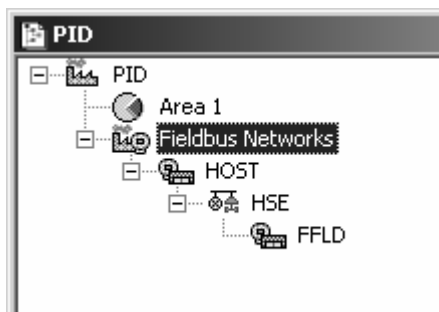 PID
PID
Area 1
Fieldbus Networks
HOST
HSE
FFLD